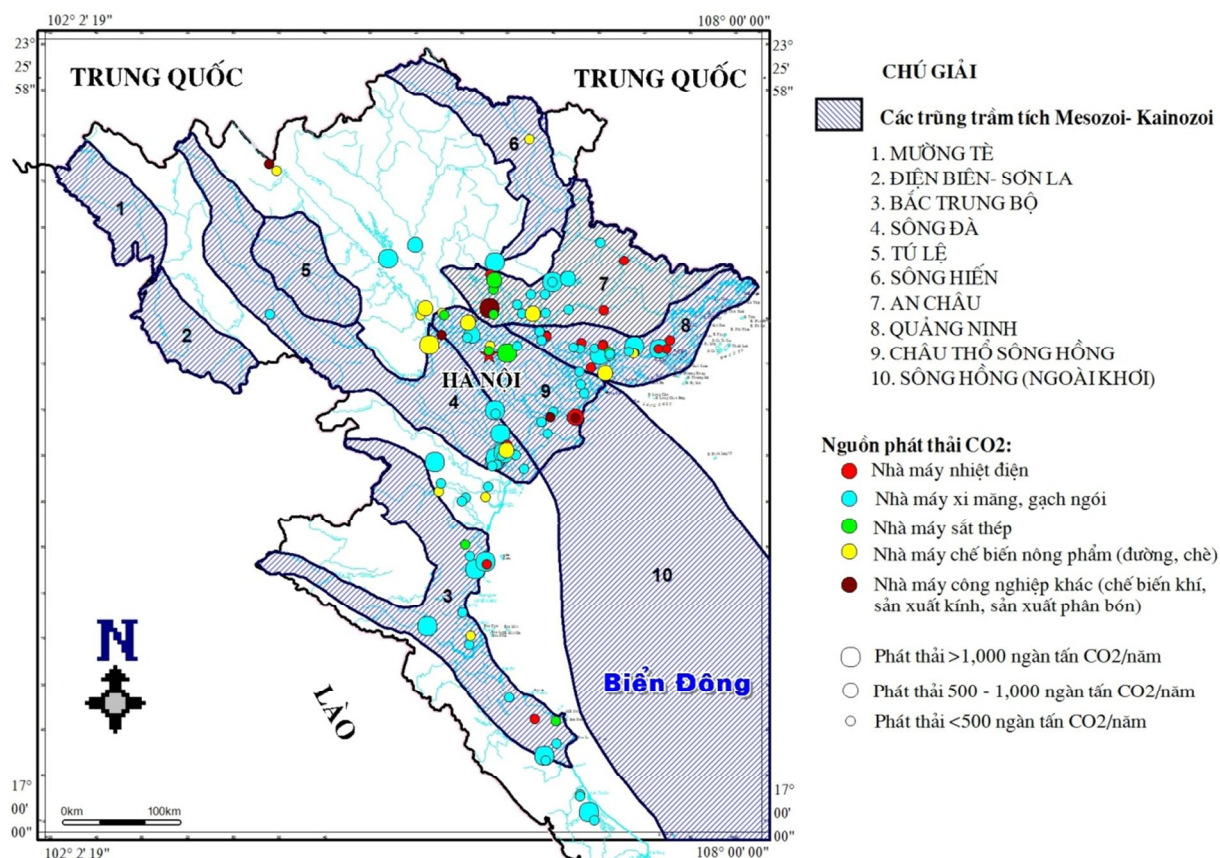 102° 2' 19"
108° 00' 00"
23°
25'
58"
23°
25'
58"
TRUNG QUỐC
TRUNG QUỐC
6
1
5
2
7
8
HÀ NỘI
9
4
3
10
Biển Đông
LÀO
N
0km
100km
17°
00'
00"
17°
00'
00"
102° 2' 19"
108° 00' 00"
CHÚ GIẢI
Các trũng trầm tích Mesozoi- Kainozoi
1. MƯỜNG TÈ
2. ĐIỆN BIÊN- SƠN LA
3. BẮC TRUNG BỘ
4. SÔNG ĐÀ
5. TÚ LỆ
6. SÔNG HIẾN
7. AN CHÂU
8. QUẢNG NINH
9. CHÂU THỔ SÔNG HỒNG
10. SÔNG HỒNG (NGOÀI KHƠI)
Nguồn phát thải CO2:
Nhà máy nhiệt điện
Nhà máy xi măng, gạch ngói
Nhà máy sắt thép
Nhà máy chế biến nông phẩm (đường, chè)
Nhà máy công nghiệp khác (chế biến khí,
sản xuất kính, sản xuất phân bón)
Phát thải >1,000 ngàn tấn CO2/năm
Phát thải 500 - 1,000 ngàn tấn CO2/năm
Phát thải <500 ngàn tấn CO2/năm